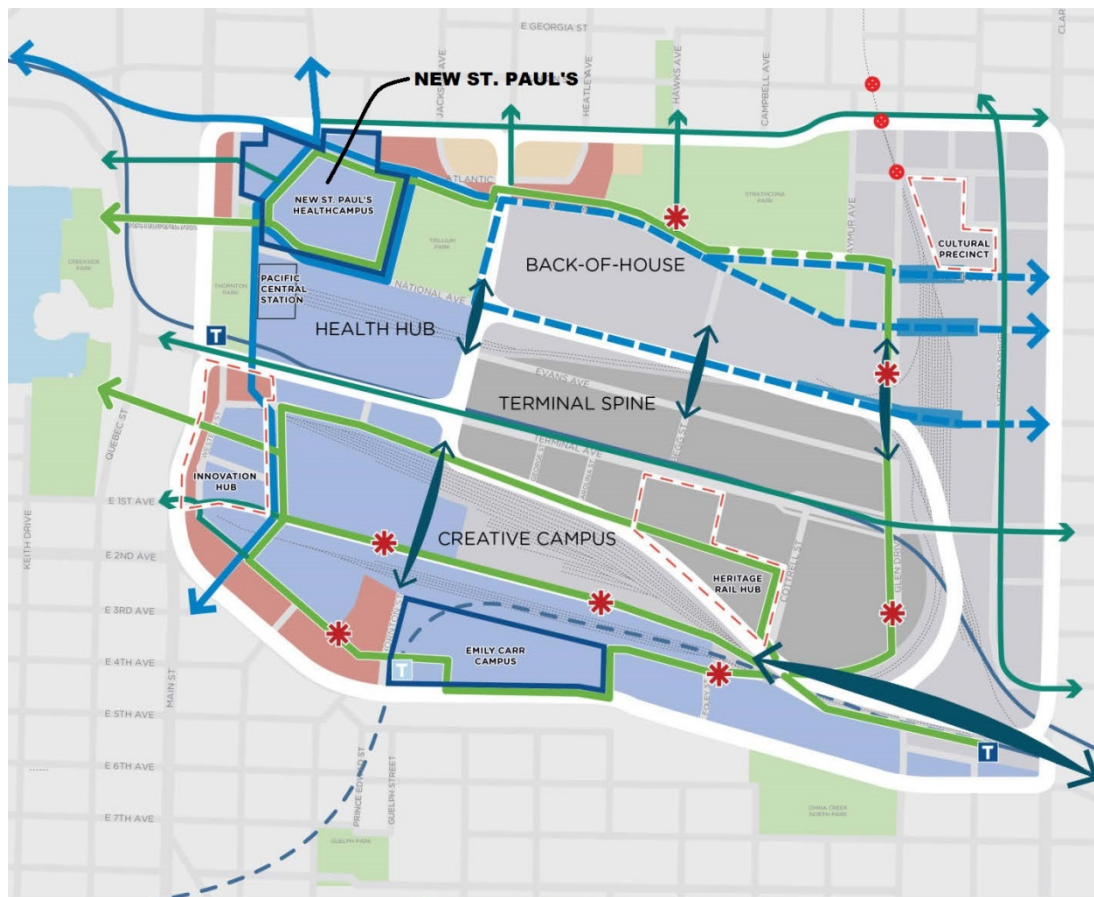 E GEORGIA ST
NEW ST. PAUL'S
HEATLEY AVE
HAWKS AVE
CAMPBELL AVE
ATLANTIC
NEW ST. PAUL'S
HEALTHCAMPUS
STRATHCONA
PARK
TRILLIUM
PARK
CREEKSIDE
PARK
THORNTON
PARK
PACIFIC
CENTRAL
STATION
NATIONAL AVE
BACK-OF-HOUSE
CULTURAL
PRECINCT
HEALTH HUB
T
EVANS AVE
TERMINAL SPINE
TERMINAL AVE
QUEBEC ST
INNOVATION
HUB
E 1ST AVE
KEITH DRIVE
CREATIVE CAMPUS
E 2ND AVE
COTTRELL ST
GLEN DRIVE
HERITAGE
RAIL HUB
E 3RD AVE
EMILY CARR
CAMPUS
E 4TH AVE
T
MAIN ST
E 5TH AVE
T
E 6TH AVE
PRINCE EDWARD ST
GUELPH STREET
CHINA CREEK
NORTH PARK
E 7TH AVE
GUELPH PARK